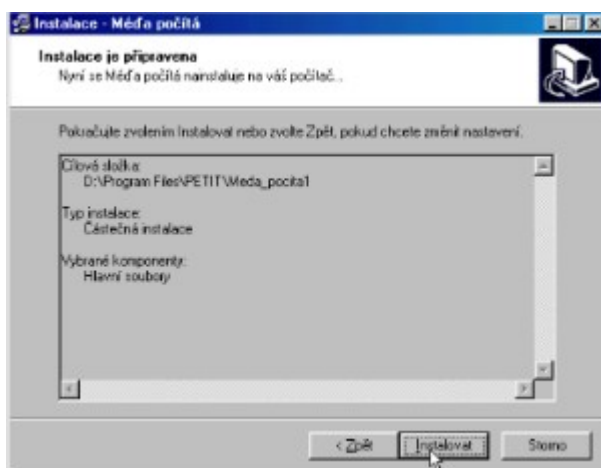 Instalace - Méďa počítá
Instalace je připravena
Nyní se Méďa počítá nainstaluje na váš počítač..
Pokračujte zvolením Instalovat nebo zvolte Zpět, pokud chcete změnit nastavení.
Cílová složka:
D:\Program Files\PETIT\Meda_pocita1
Typ instalace:
Částečná instalace
Vybrané komponenty:
Hlavní soubory
< Zpět
Instalovat
Storno